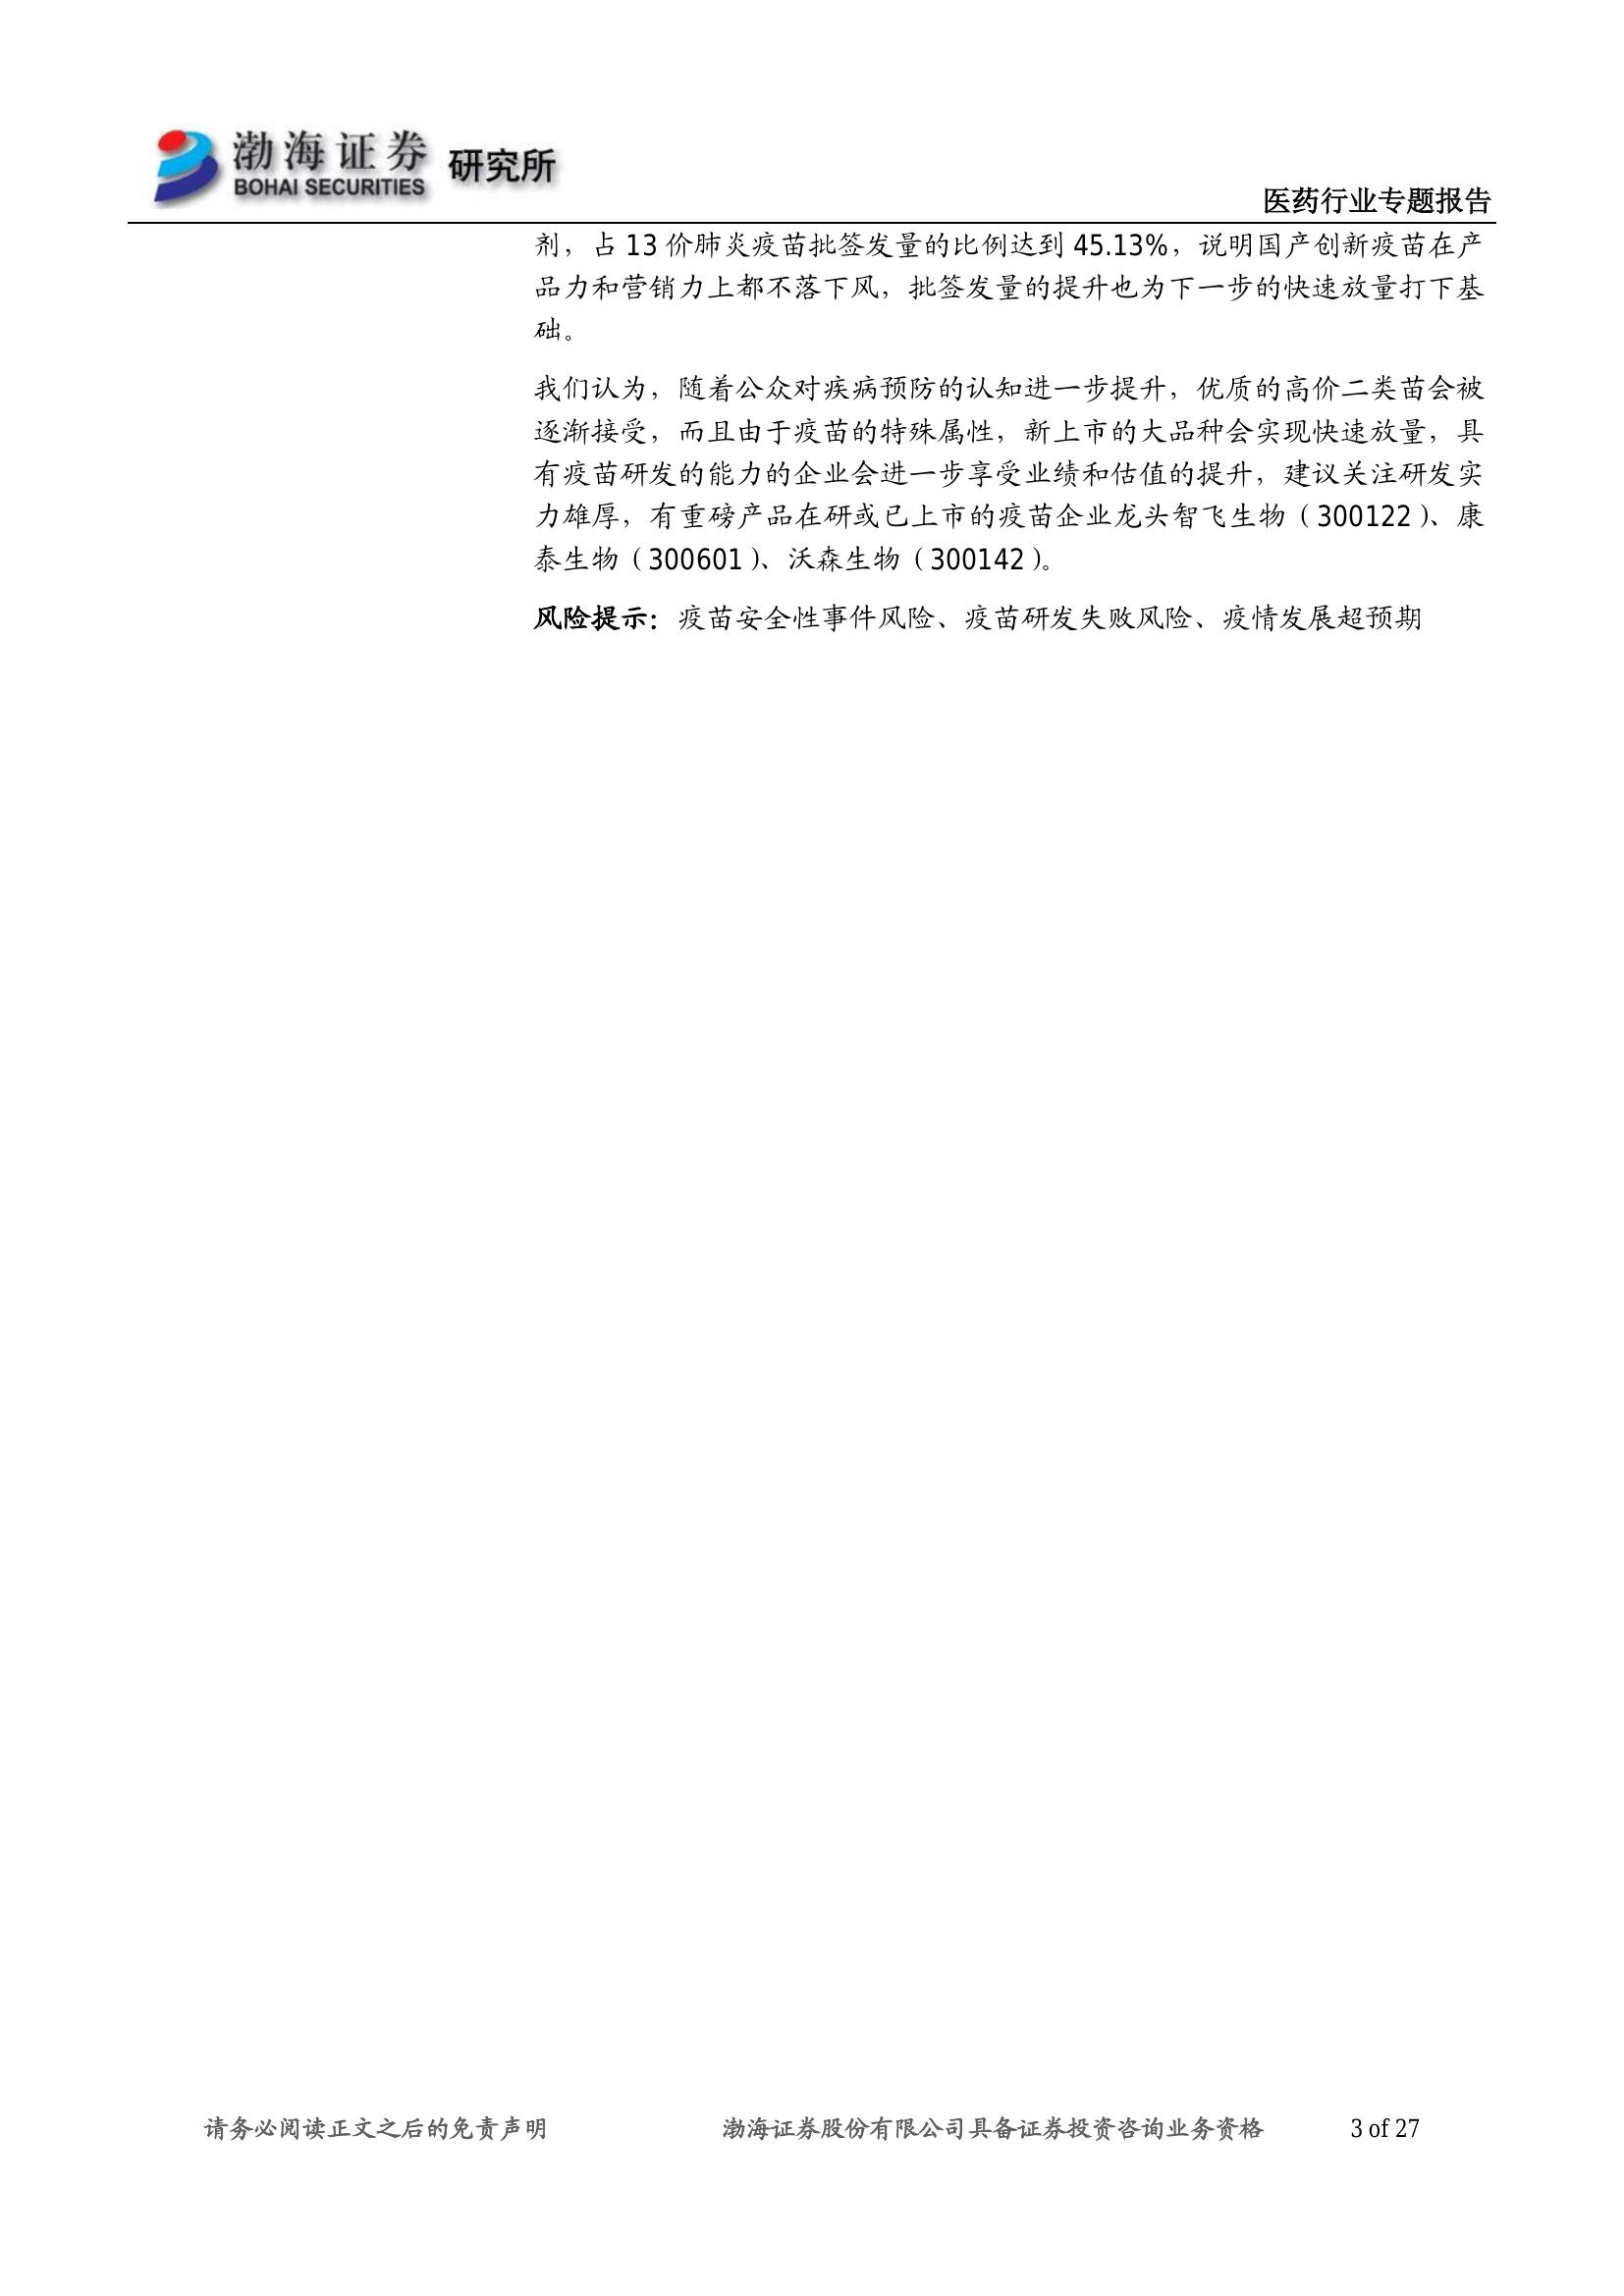 渤海证券 研究所
BOHAI SECURITIES
医药行业专题报告
剂，占 13 价肺炎疫苗批签发量的比例达到 45.13%，说明国产创新疫苗在产
品力和营销力上都不落下风，批签发量的提升也为下一步的快速放量打下基
础。
我们认为，随着公众对疾病预防的认知进一步提升，优质的高价二类苗会被
逐渐接受，而且由于疫苗的特殊属性，新上市的大品种会实现快速放量，具
有疫苗研发的能力的企业会进一步享受业绩和估值的提升，建议关注研发实
力雄厚，有重磅产品在研或已上市的疫苗企业龙头智飞生物（300122）、康
泰生物（300601）、沃森生物（300142）。
风险提示：疫苗安全性事件风险、疫苗研发失败风险、疫情发展超预期
请务必阅读正文之后的免责声明 渤海证券股份有限公司具备证券投资咨询业务资格 3 of 27